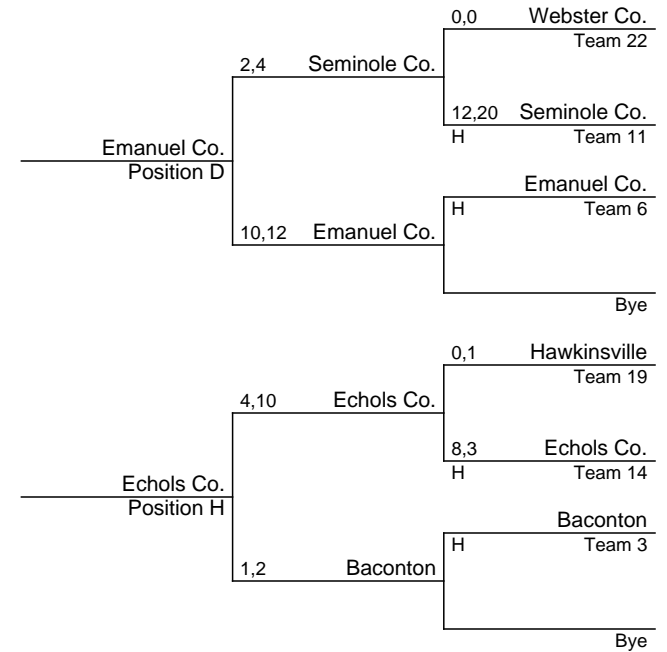 0,0 Webster Co.
Team 22
2,4 Seminole Co.
12,20 Seminole Co.
H Team 11
Emanuel Co.
Position D
Emanuel Co.
H Team 6
10,12 Emanuel Co.
Bye
0,1 Hawkinsville
Team 19
4,10 Echols Co.
8,3 Echols Co.
H Team 14
Echols Co.
Position H
Baconton
H Team 3
1,2 Baconton
Bye